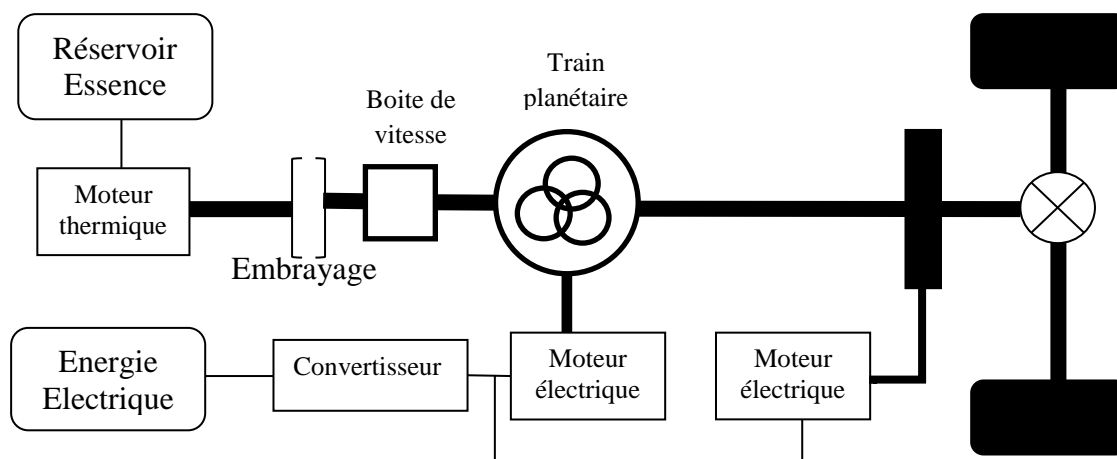 Réservoir
Essence
Train
planétaire
Boite de
vitesse
Moteur
thermique
Embrayage
Energie
Electrique
Convertisseur
Moteur
électrique
Moteur
électrique